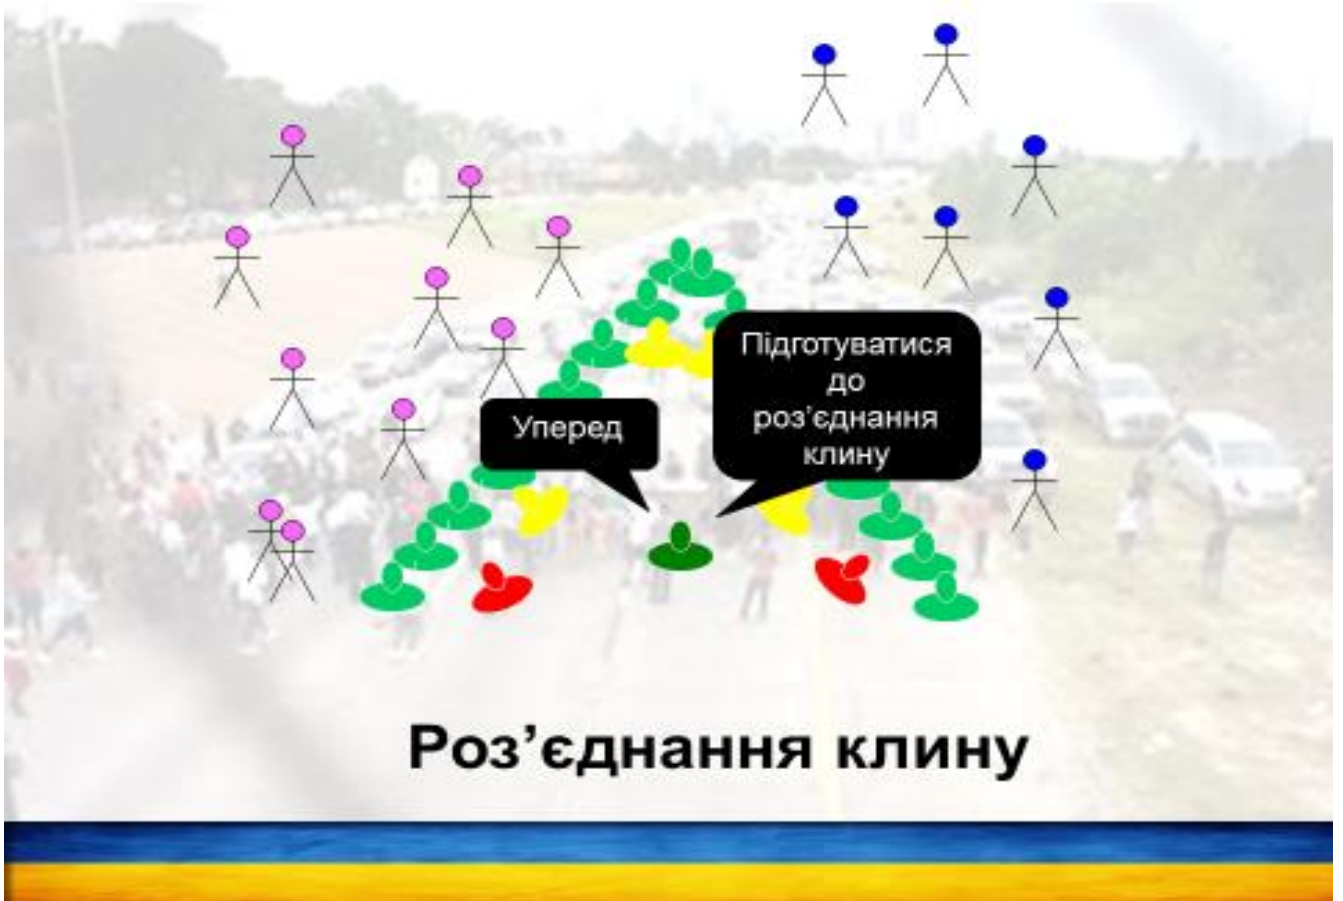 Підготуватися
до
роз’єднання
клину
Уперед
Роз’єднання клину